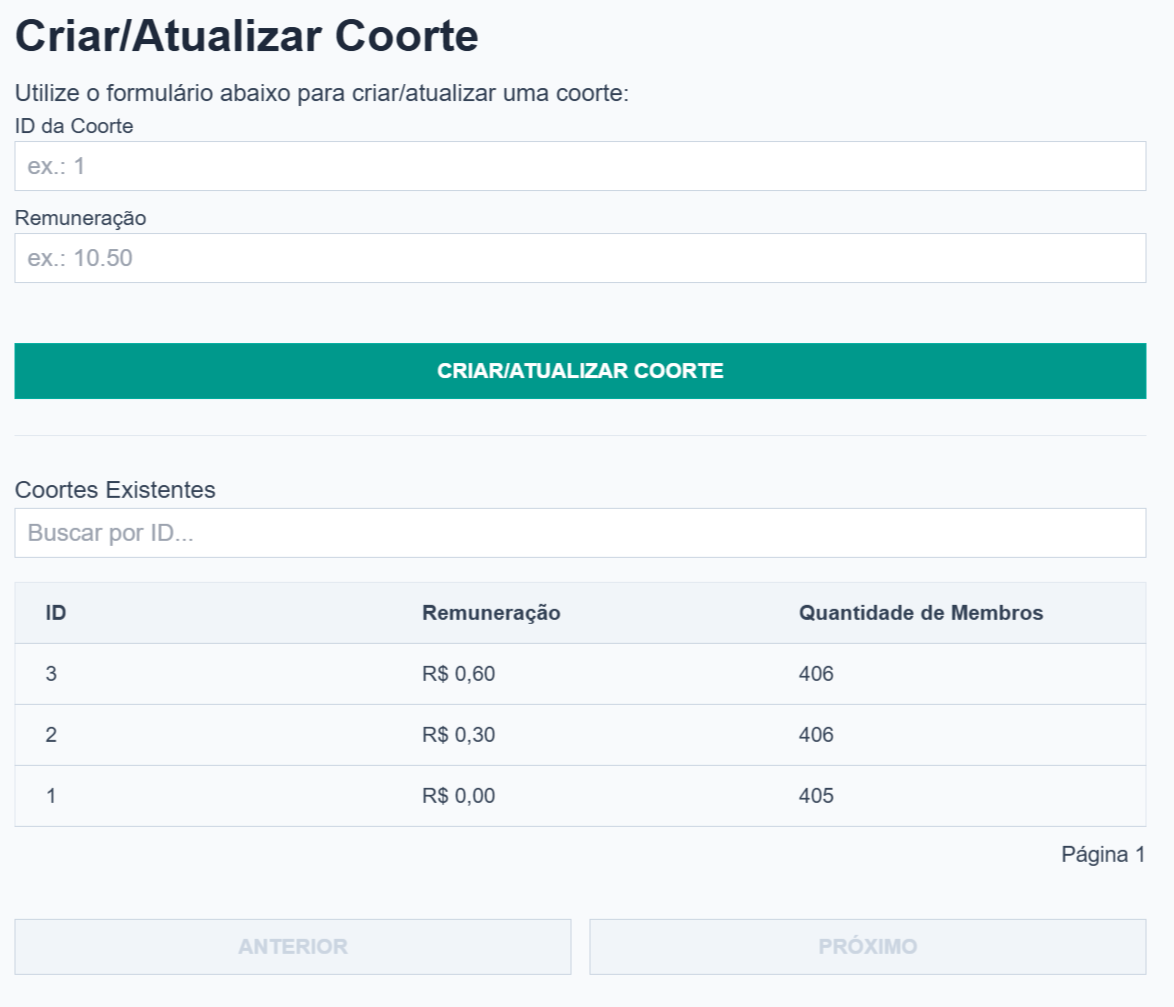 Criar/Atualizar Coorte
Utilize o formulário abaixo para criar/atualizar uma coorte:
ID da Coorte
ex.: 1
Remuneração
ex.: 10.50
CRIAR/ATUALIZAR COORTE
Coortes Existentes
Buscar por ID...
ID Remuneração Quantidade de Membros
3 R$ 0,60 406
2 R$ 0,30 406
1 R$ 0,00 405
Página 1
ANTERIOR PRÓXIMO